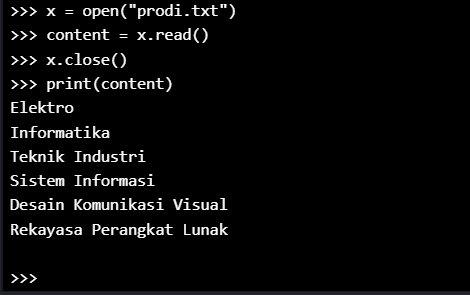 >>> x = open("prodi.txt")
>>> content = x.read()
>>> x.close()
>>> print(content)
Elektro
Informatika
Teknik Industri
Sistem Informasi
Desain Komunikasi Visual
Rekayasa Perangkat Lunak
>>>